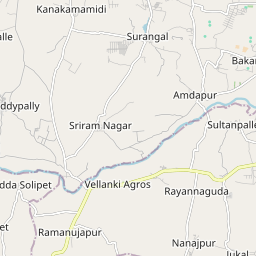 Kanakamamidi
Surangal
alle
Bakar
Amdapur
ddypally
Sriram Nagar
Sultanpalle
dda Solipet
Vellanki Agros
Rayannaguda
et
Ramanujapur
Nanajpur
Jukal